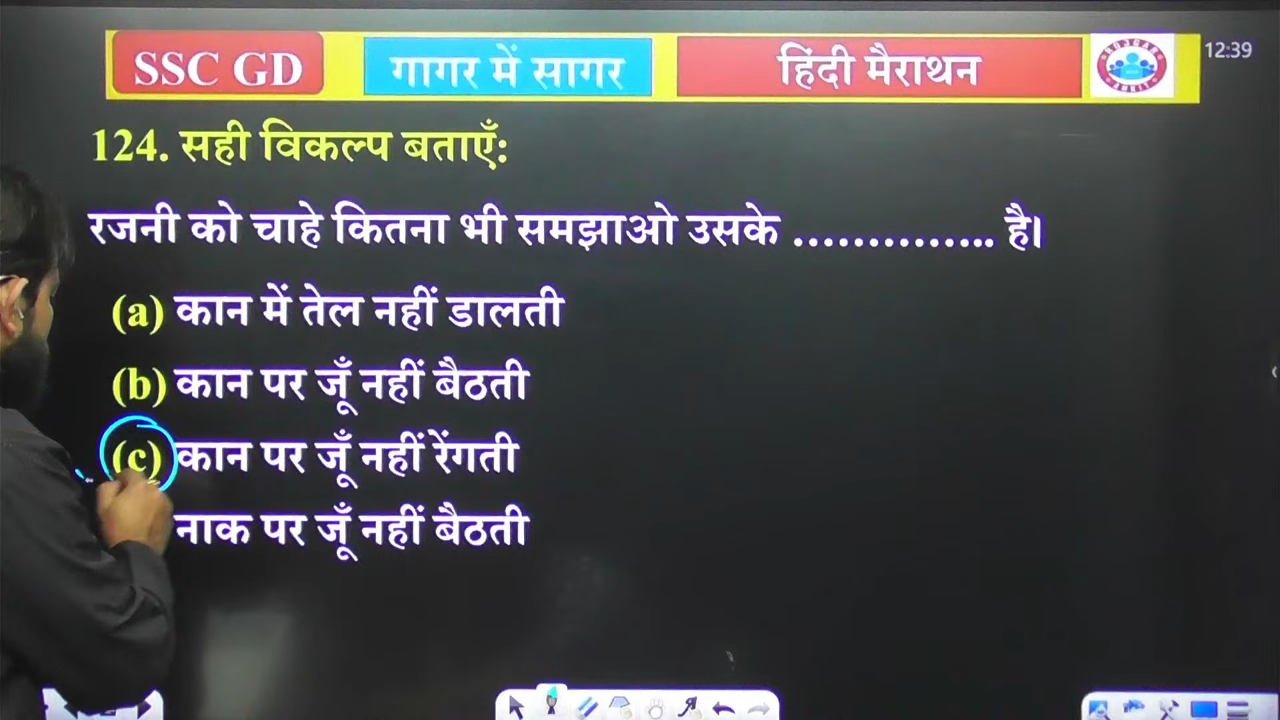 SSC GD
गागर में सागर
हिंदी मैराथन
12:39
124. सही विकल्प बताएँ:
रजनी को चाहे कितना भी समझाओ उसके .............. है।
(a) कान में तेल नहीं डालती
(b) कान पर जूँ नहीं बैठती
(c) कान पर जूँ नहीं रेंगती
नाक पर जूँ नहीं बैठती